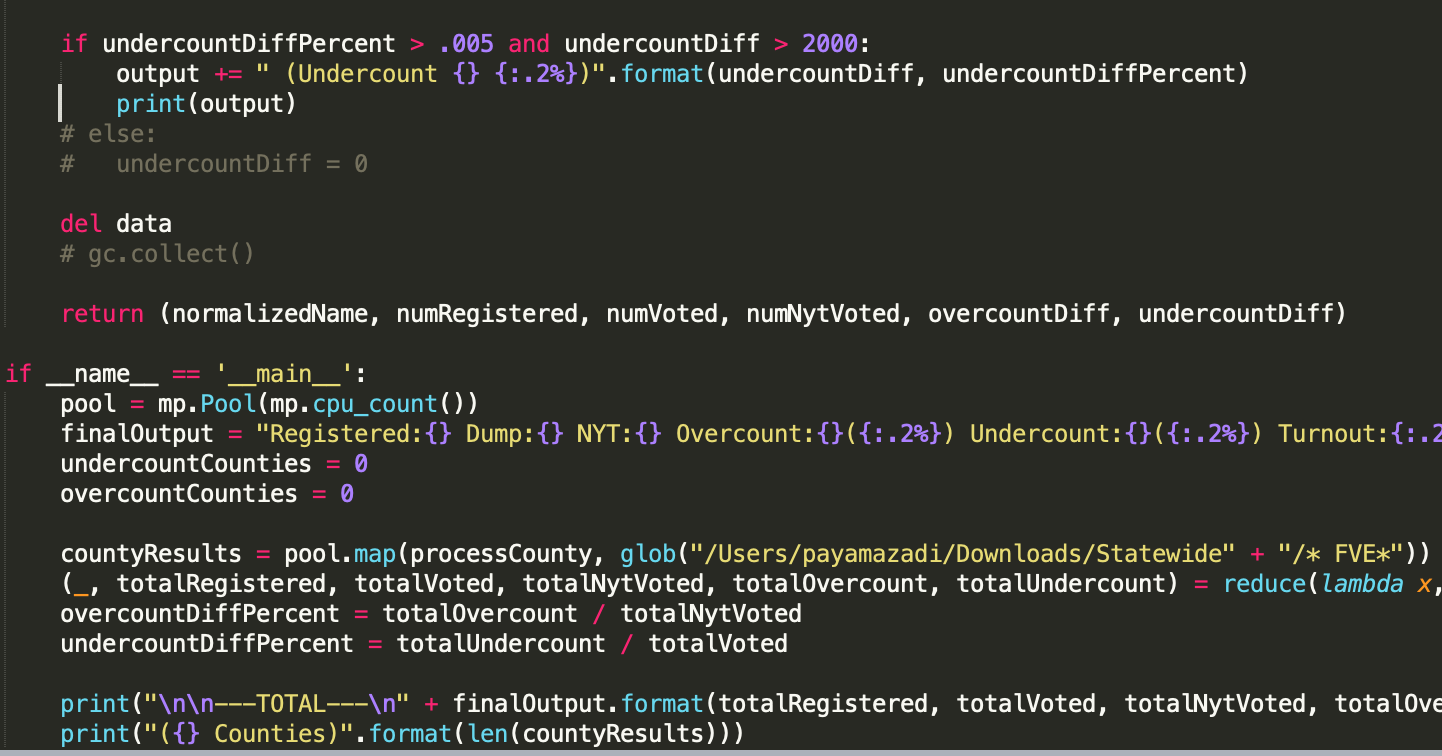 if undercountDiffPercent > .005 and undercountDiff > 2000:
output += " (Undercount {} {:.2%})".format(undercountDiff, undercountDiffPercent)
print(output)
# else:
#   undercountDiff = 0
del data
# gc.collect()
return (normalizedName, numRegistered, numVoted, numNytVoted, overcountDiff, undercountDiff)
if __name__ == '__main__':
pool = mp.Pool(mp.cpu_count())
finalOutput = "Registered:{} Dump:{} NYT:{} Overcount:{}({:.2%}) Undercount:{}({:.2%}) Turnout:{:.2
undercountCounties = 0
overcountCounties = 0
countyResults = pool.map(processCounty, glob("/Users/payamazadi/Downloads/Statewide" + "/* FVE*"))
(_, totalRegistered, totalVoted, totalNytVoted, totalOvercount, totalUndercount) = reduce(lambda x,
overcountDiffPercent = totalOvercount / totalNytVoted
undercountDiffPercent = totalUndercount / totalVoted
print("\n\n---TOTAL---\n" + finalOutput.format(totalRegistered, totalVoted, totalNytVoted, totalOve
print("({} Counties)".format(len(countyResults)))